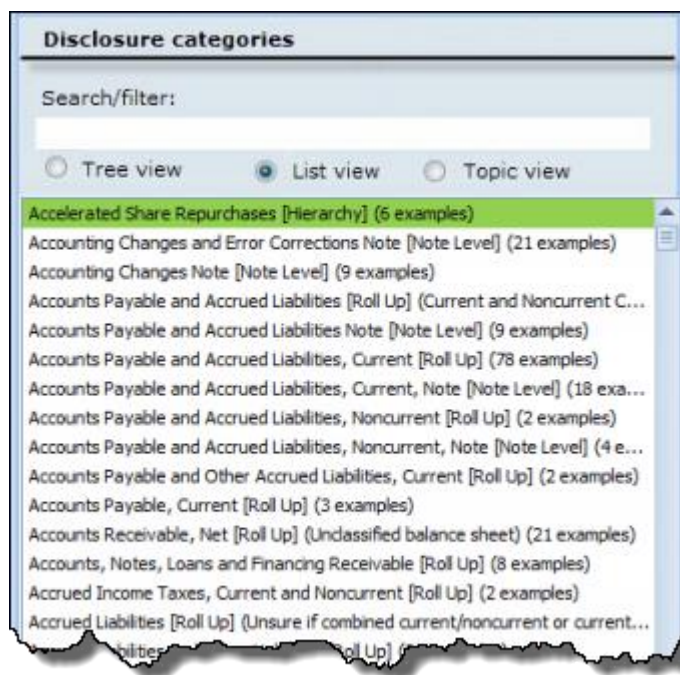 Disclosure categories
Search/filter:
Tree view List view Topic view
Accelerated Share Repurchases [Hierarchy] (6 examples)
Accounting Changes and Error Corrections Note [Note Level] (21 examples)
Accounting Changes Note [Note Level] (9 examples)
Accounts Payable and Accrued Liabilities [Roll Up] (Current and Noncurrent C...
Accounts Payable and Accrued Liabilities Note [Note Level] (9 examples)
Accounts Payable and Accrued Liabilities, Current [Roll Up] (78 examples)
Accounts Payable and Accrued Liabilities, Current, Note [Note Level] (18 exa...
Accounts Payable and Accrued Liabilities, Noncurrent [Roll Up] (2 examples)
Accounts Payable and Accrued Liabilities, Noncurrent, Note [Note Level] (4 e...
Accounts Payable and Other Accrued Liabilities, Current [Roll Up] (2 examples)
Accounts Payable, Current [Roll Up] (3 examples)
Accounts Receivable, Net [Roll Up] (Unclassified balance sheet) (21 examples)
Accounts, Notes, Loans and Financing Receivable [Roll Up] (8 examples)
Accrued Income Taxes, Current and Noncurrent [Roll Up] (2 examples)
Accrued Liabilities [Roll Up] (Unsure if combined current/noncurrent or current...